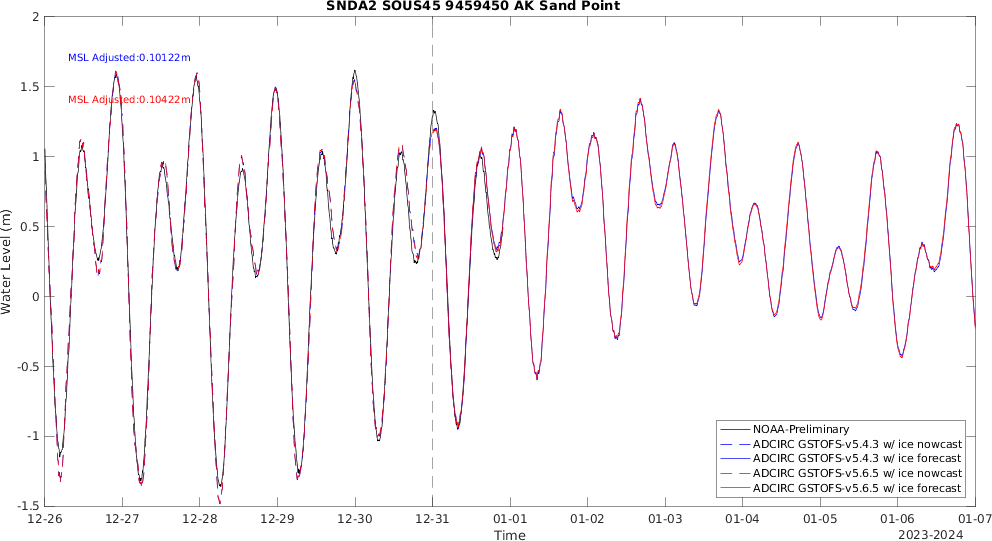 SNDA2 SOUS45 9459450 AK Sand Point
2
1.5
1
0.5
0
-0.5
-1
-1.5
Water Level (m)
MSL Adjusted:0.10122m
MSL Adjusted:0.10422m
NOAA-Preliminary
ADCIRC GSTOFS-v5.4.3 w/ ice nowcast
ADCIRC GSTOFS-v5.4.3 w/ ice forecast
ADCIRC GSTOFS-v5.6.5 w/ ice nowcast
ADCIRC GSTOFS-v5.6.5 w/ ice forecast
12-26 12-27 12-28 12-29 12-30 12-31 01-01 01-02 01-03 01-04 01-05 01-06 01-07
Time
2023-2024